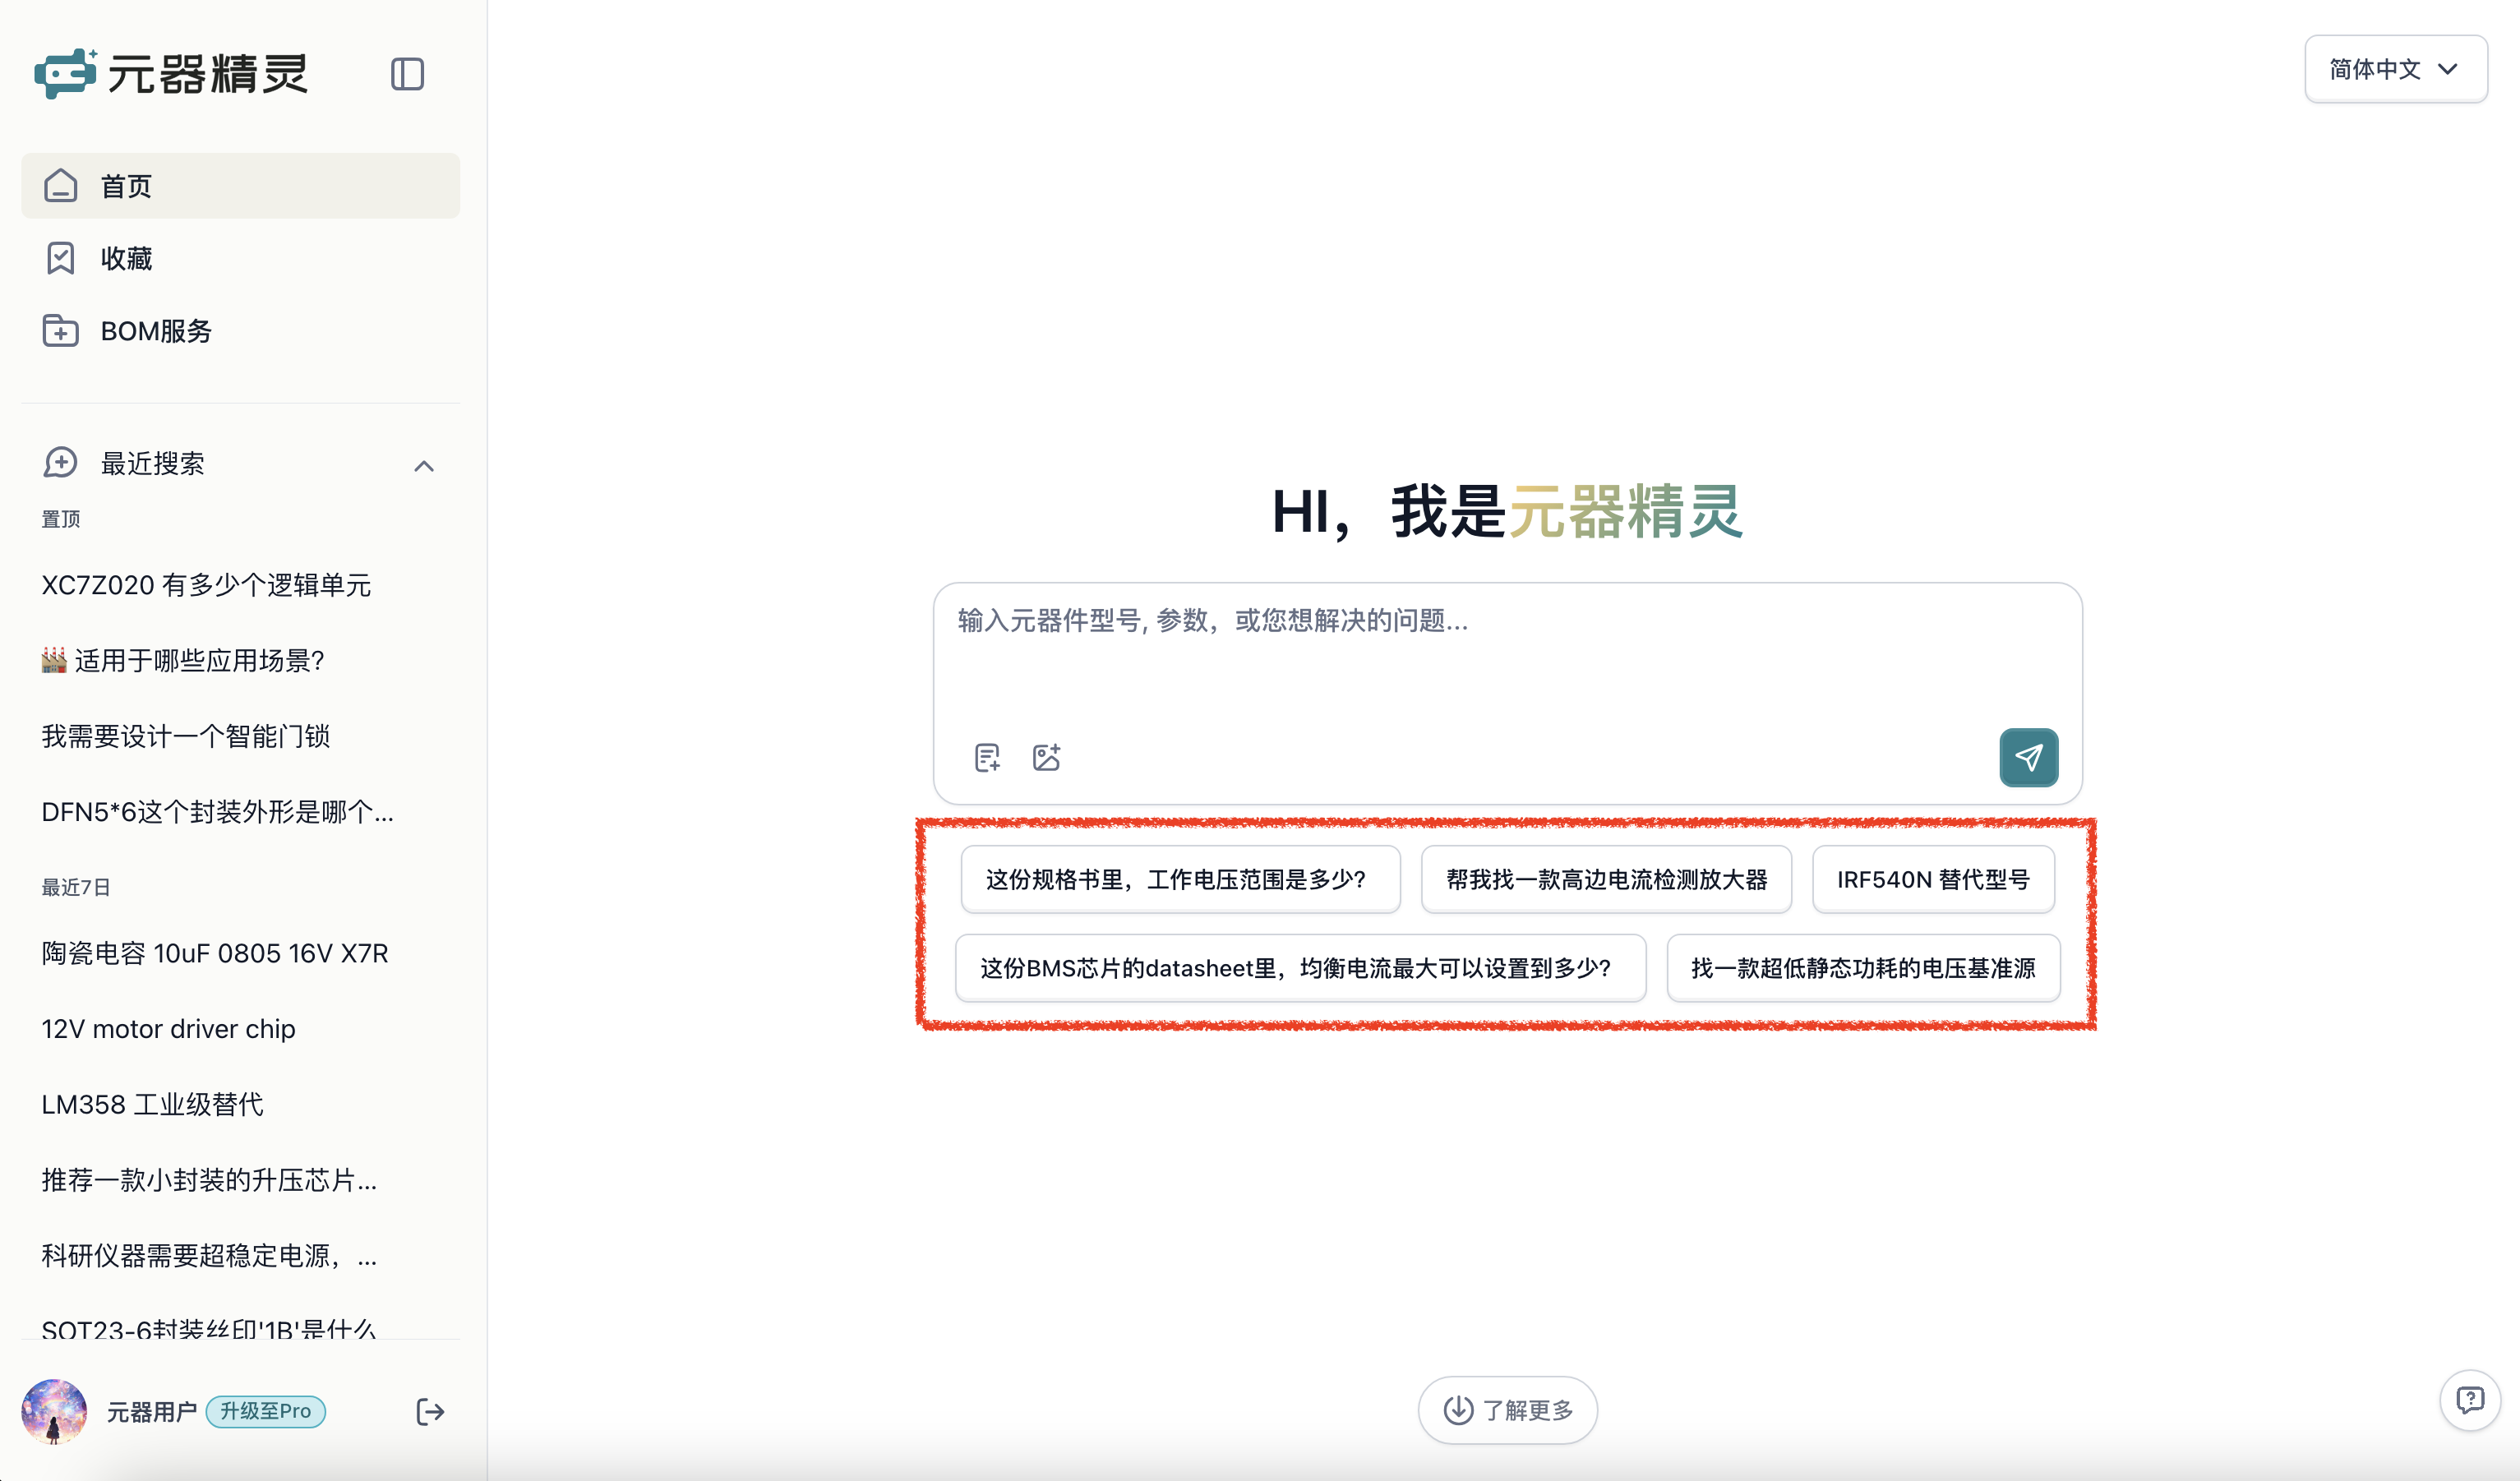 元器精灵
首页
收藏
BOM服务
最近搜索
置顶
XC7Z020 有多少个逻辑单元
适用于哪些应用场景?
我需要设计一个智能门锁
DFN5*6这个封装外形是哪个...
最近7日
陶瓷电容 10uF 0805 16V X7R
12V motor driver chip
LM358 工业级替代
推荐一款小封装的升压芯片...
科研仪器需要超稳定电源，...
SOT23-6封装丝印'1B'是什么
元器用户 升级至Pro
简体中文
HI，我是元器精灵
输入元器件型号, 参数，或您想解决的问题...
这份规格书里，工作电压范围是多少? 帮我找一款高边电流检测放大器 IRF540N 替代型号
这份BMS芯片的datasheet里，均衡电流最大可以设置到多少? 找一款超低静态功耗的电压基准源
了解更多